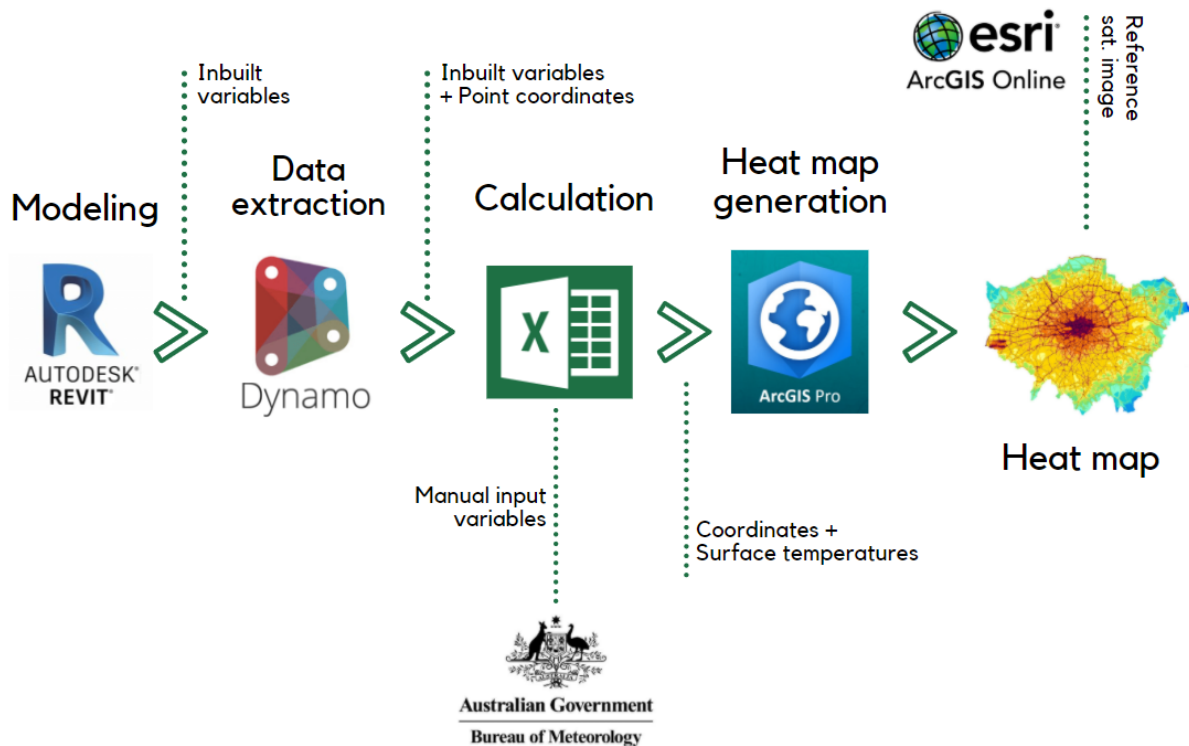 esri
ArcGIS Online
Reference
sat. image
Inbuilt
variables
Inbuilt variables
+ Point coordinates
Modeling
Data
extraction
Calculation
Heat map
generation
R
AUTODESK®
REVIT®
Dynamo
X
ArcGIS Pro
Heat map
Manual input
variables
Coordinates +
Surface temperatures
Australian Government
Bureau of Meteorology